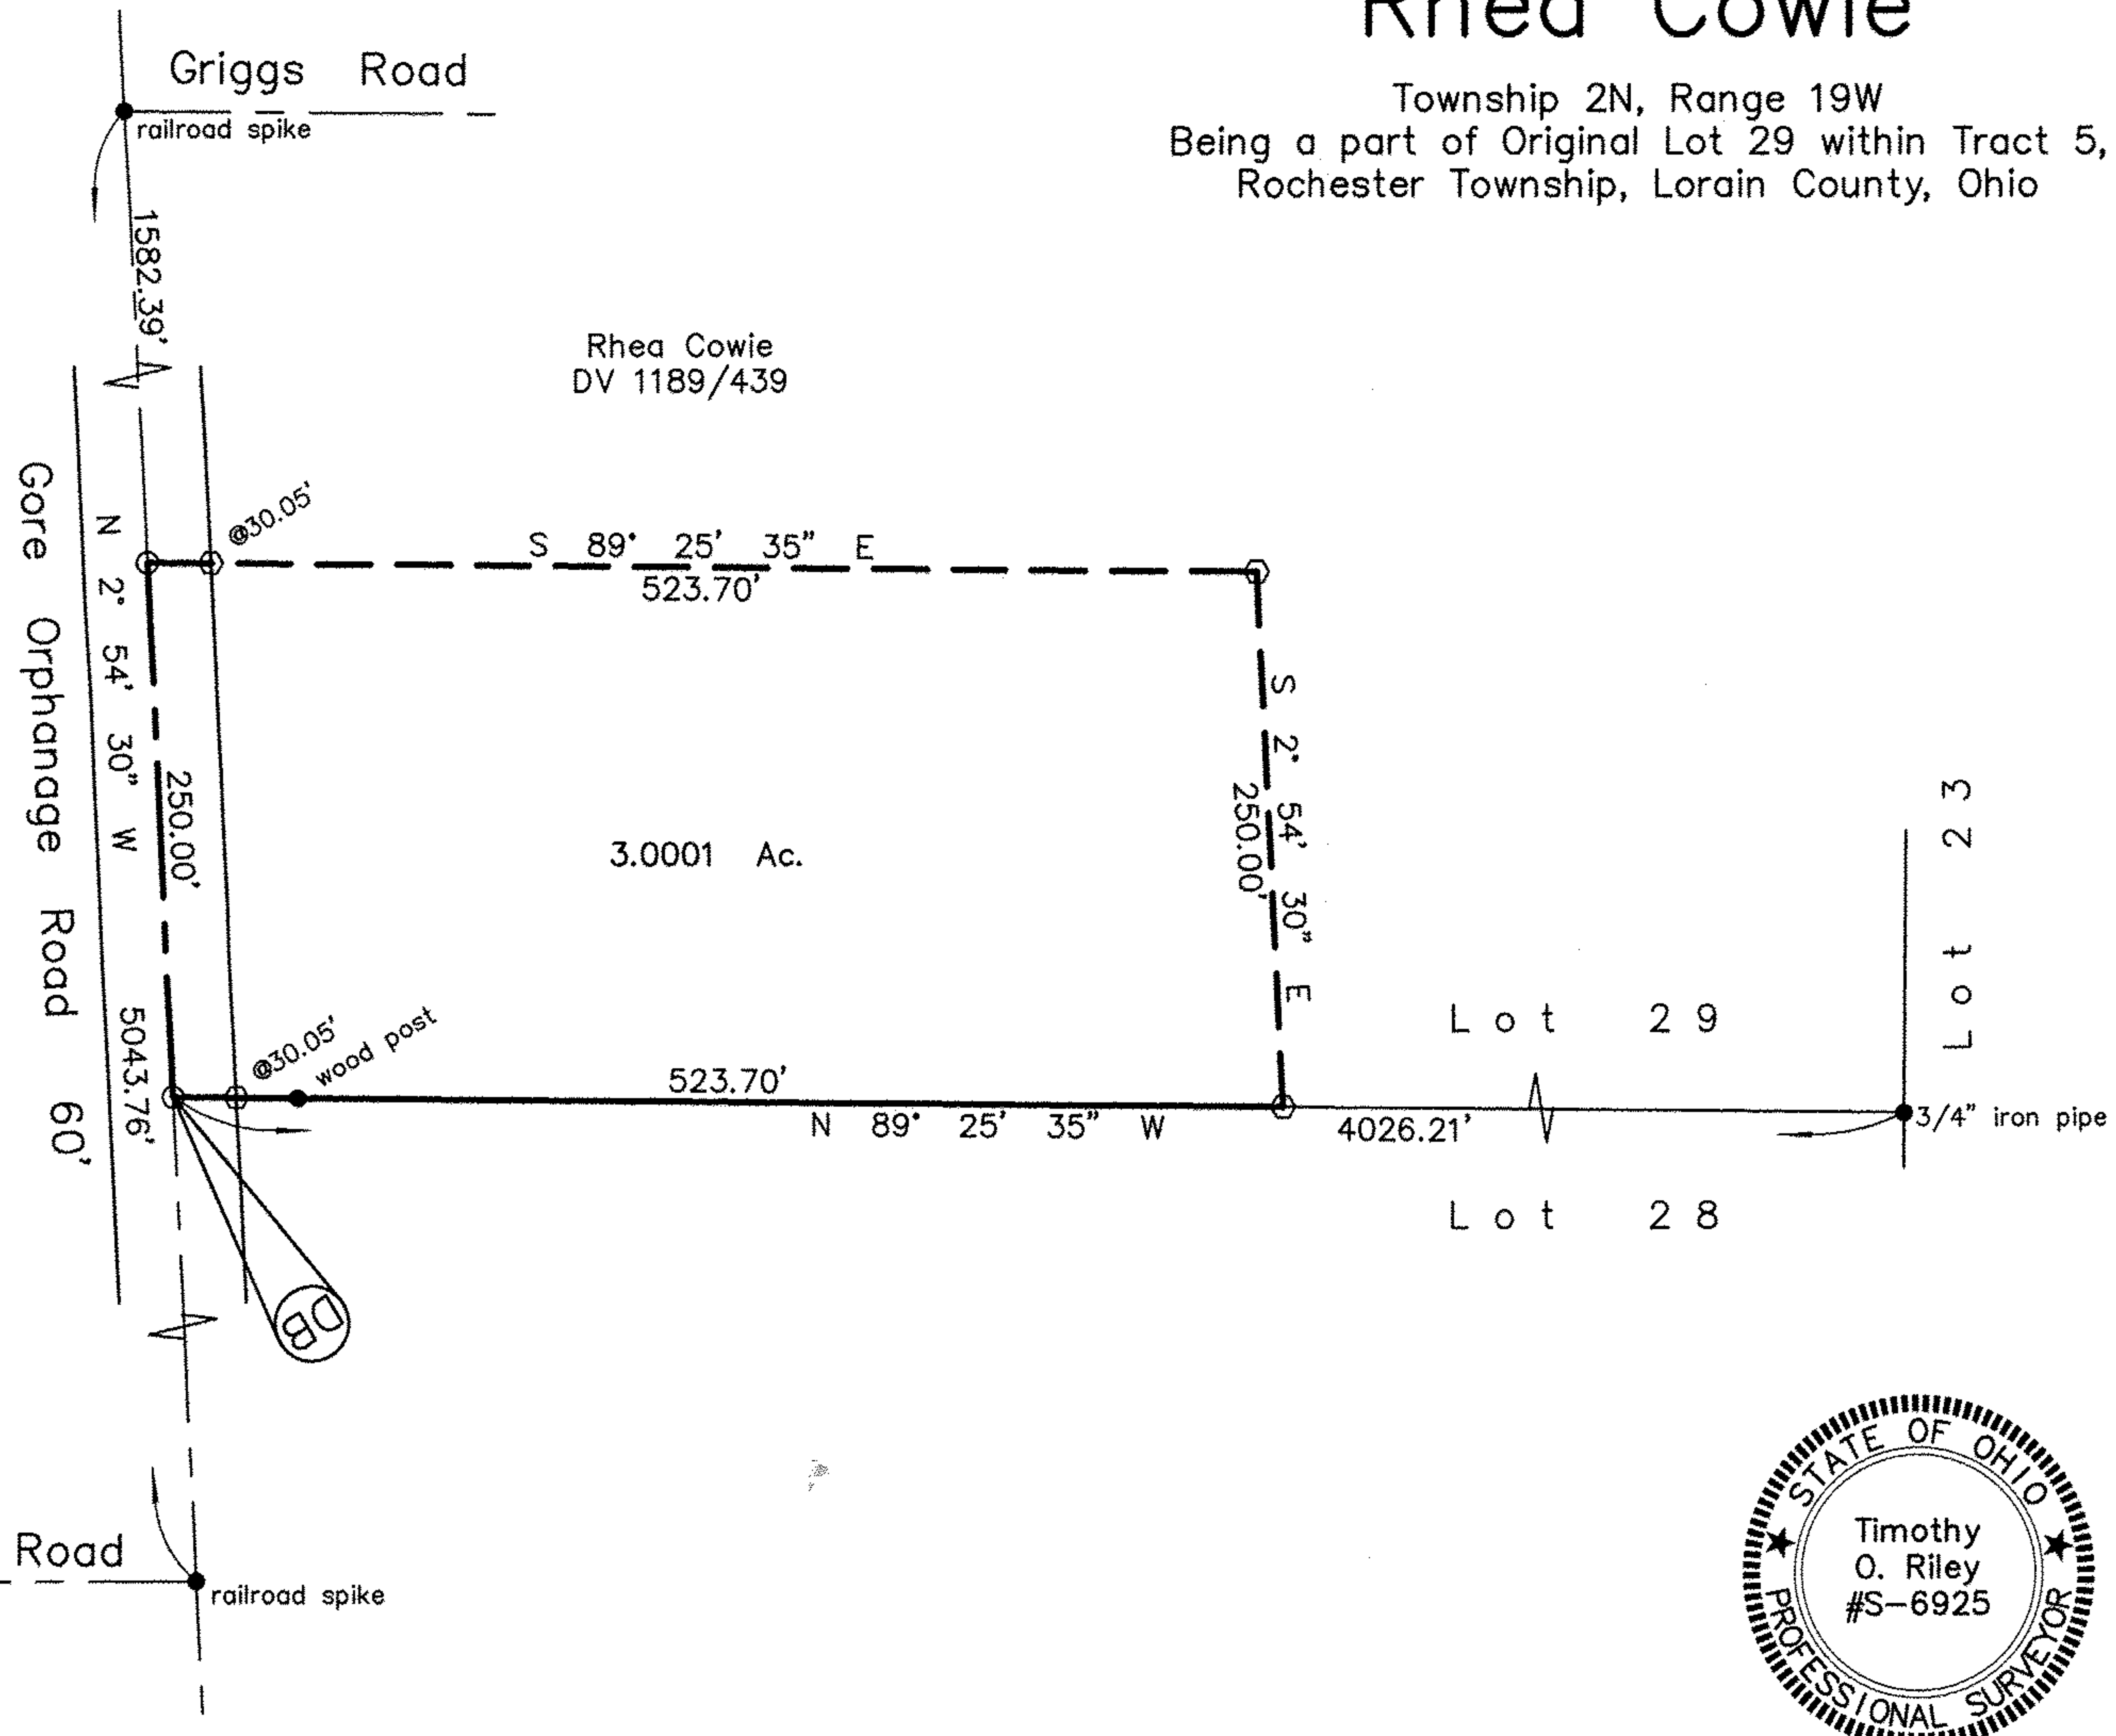 Rhea Cowie
Township 2N, Range 19W
Being a part of Original Lot 29 within Tract 5,
Rochester Township, Lorain County, Ohio
Griggs Road
railroad spike
1582.39'
Rhea Cowie
DV 1189/439
@30.05'
S 89° 25' 35" E
523.70'
Gore Orphanage Road 60'
N 2° 54' 30" W 5043.76'
250.00'
S 2° 54' 30" E
250.00'
3.0001 Ac.
Lot 23
Lot 29
@30.05'
wood post
523.70'
N 89° 25' 35" W
4026.21'
3/4" iron pipe
Lot 28
DB
Road
railroad spike
STATE OF OHIO
Timothy
O. Riley
#S-6925
PROFESSIONAL SURVEYOR